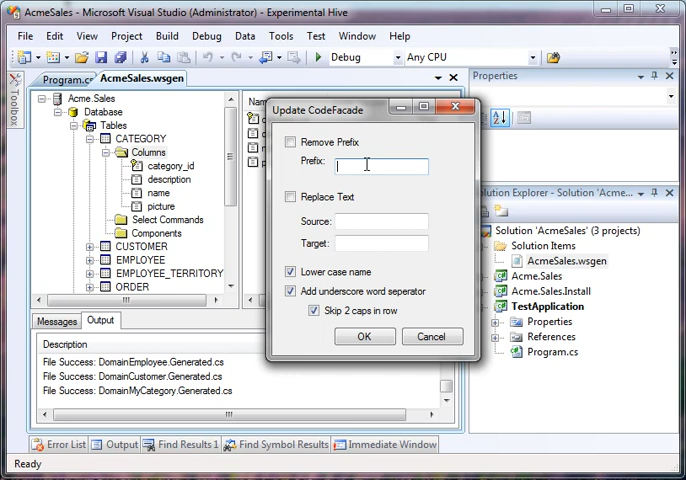 AcmeSales - Microsoft Visual Studio (Administrator) - Experimental Hive
File Edit View Project Build Debug Data Tools Test Window Help
Debug Any CPU
Toolbox
Program.cs AcmeSales.wsgen
Acme.Sales
Database
Tables
CATEGORY
Columns
category_id
description
name
picture
Select Commands
Components
CUSTOMER
EMPLOYEE
EMPLOYEE_TERRITORY
ORDER
Update CodeFacade
Remove Prefix
Prefix:
Replace Text
Source:
Target:
Lower case name
Add underscore word seperator
Skip 2 caps in row
OK Cancel
Properties
Solution Explorer - Solution 'Acme...
Solution 'AcmeSales' (3 projects)
Solution Items
AcmeSales.wsgen
Acme.Sales
Acme.Sales.Install
TestApplication
Properties
References
Program.cs
Messages Output
Description
File Success: DomainEmployee.Generated.cs
File Success: DomainCustomer.Generated.cs
File Success: DomainMyCategory.Generated.cs
Error List Output Find Results 1 Find Symbol Results Immediate Window
Ready